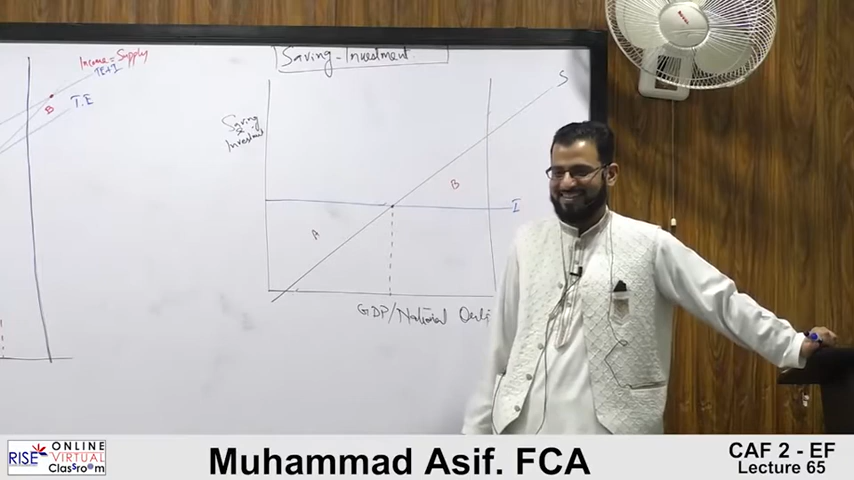 Income = Supply
TE+I
B
T.E
Saving - Investment
Saving
&
Investment
S
B
I
A
GDP/National
RISE
ONLINE
VIRTUAL
Classroom
Muhammad Asif. FCA
CAF 2 - EF
Lecture 65